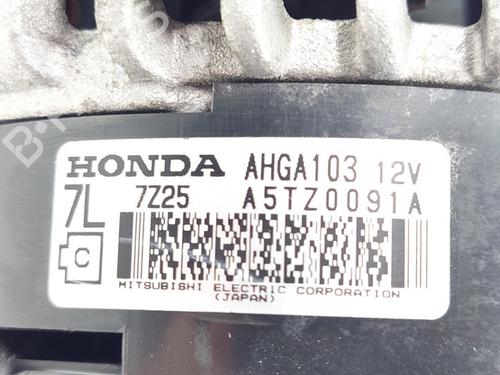 HONDA AHGA103 12V
7L 7Z25 A5TZ0091A
C
MITSUBISHI ELECTRIC CORPORATION
(JAPAN)